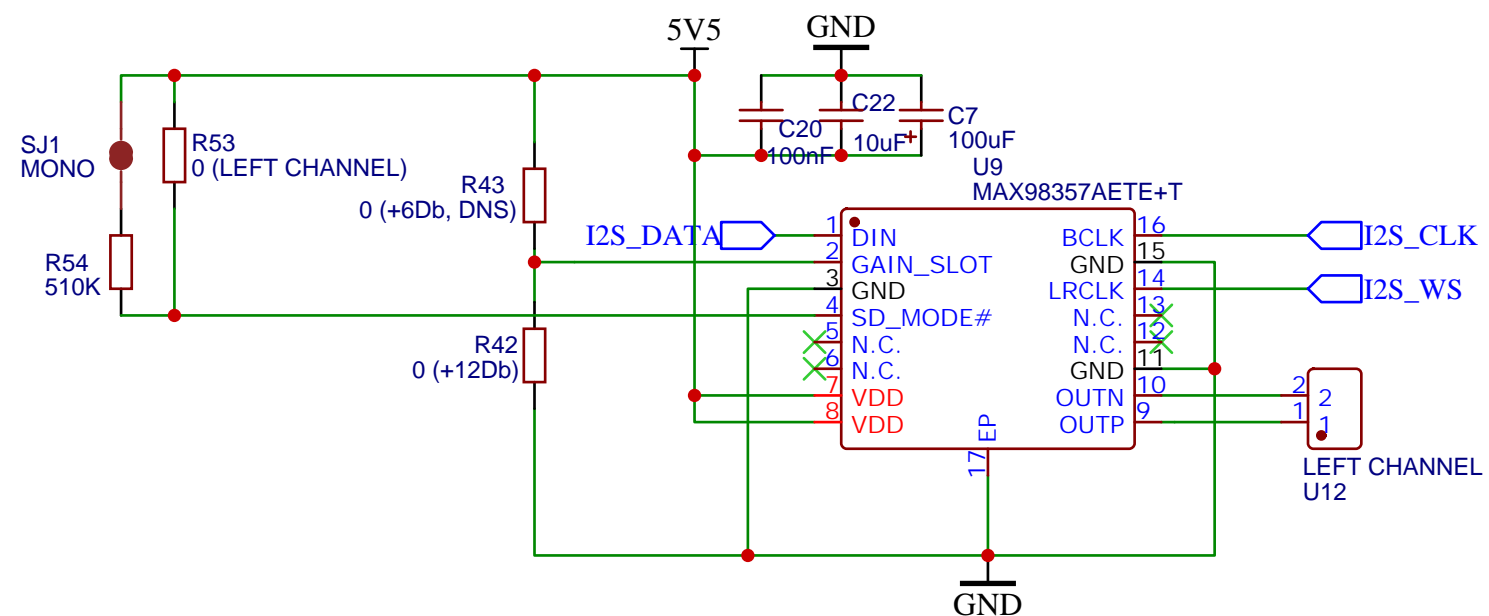 5V5
GND
SJ1
MONO
R53
0 (LEFT CHANNEL)
R54
510K
R43
0 (+6Db, DNS)
R42
0 (+12Db)
C20
100nF
C22
10uF
+
C7
100uF
U9
MAX98357AETE+T
I2S_DATA
1
DIN
2
GAIN_SLOT
3
GND
4
SD_MODE#
5
N.C.
6
N.C.
7
VDD
8
VDD
EP
17
16
BCLK
15
GND
14
LRCLK
13
N.C.
12
N.C.
11
GND
10
OUTN
9
OUTP
I2S_CLK
I2S_WS
2
2
1
1
LEFT CHANNEL
U12
GND